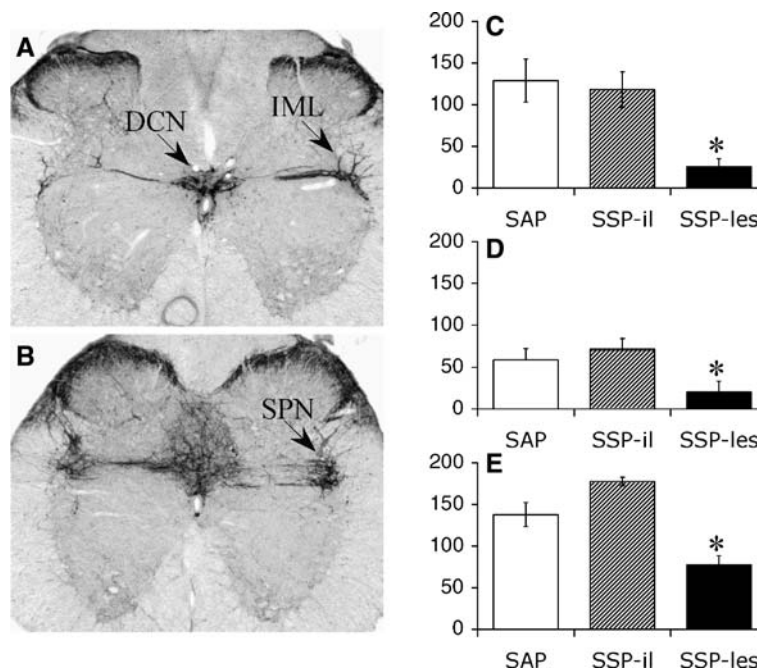 A
DCN
IML
B
SPN
C
200
150
100
50
0
*
SAP SSP-il SSP-les
D
200
150
100
50
0
*
SAP SSP-il SSP-les
E
200
150
100
50
0
*
SAP SSP-il SSP-les